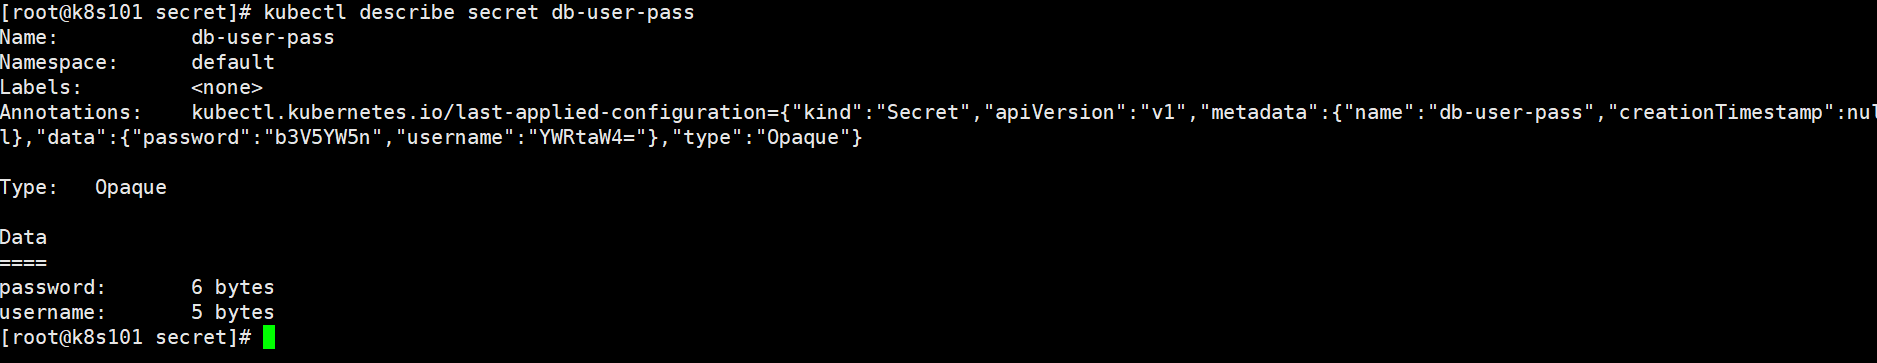 [root@k8s101 secret]# kubectl describe secret db-user-pass
Name:           db-user-pass
Namespace:      default
Labels:         <none>
Annotations:    kubectl.kubernetes.io/last-applied-configuration={"kind":"Secret","apiVersion":"v1","metadata":{"name":"db-user-pass","creationTimestamp":nul
l},"data":{"password":"b3V5YW5n","username":"YWRtaW4="},"type":"Opaque"}

Type:   Opaque

Data
====
password:       6 bytes
username:       5 bytes
[root@k8s101 secret]#